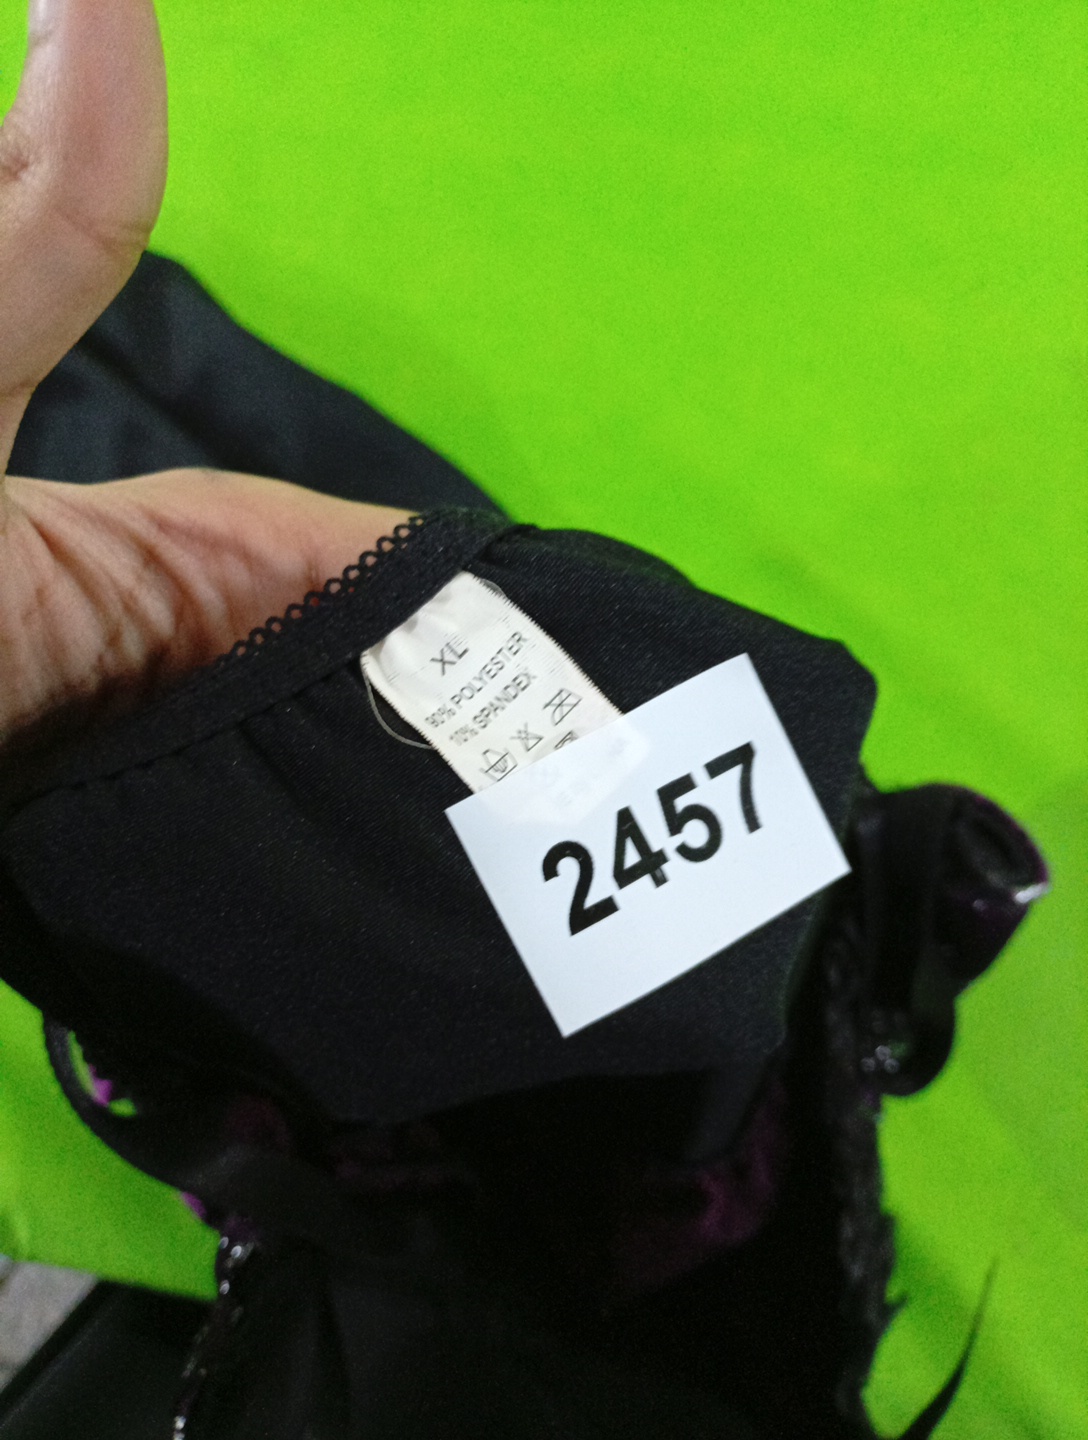 XL
90% POLYESTER
10% SPANDEX
2457